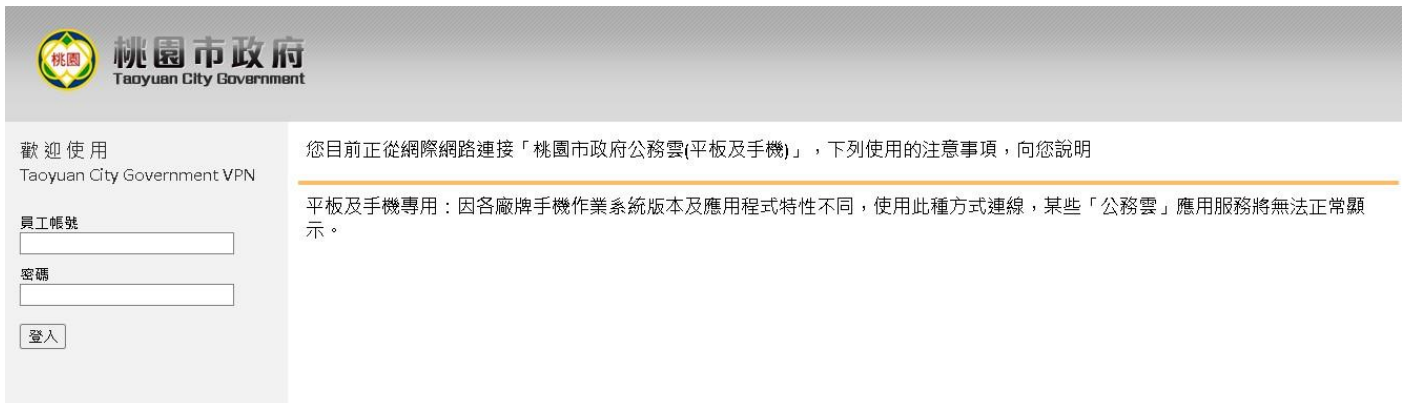 桃園
桃園市政府
Taoyuan City Government
歡迎使用
Taoyuan City Government VPN
員工帳號
密碼
登入
您目前正從網際網路連接「桃園市政府公務雲(平板及手機)」，下列使用的注意事項，向您說明
平板及手機專用：因各廠牌手機作業系統版本及應用程式特性不同，使用此種方式連線，某些「公務雲」應用服務將無法正常顯
示。